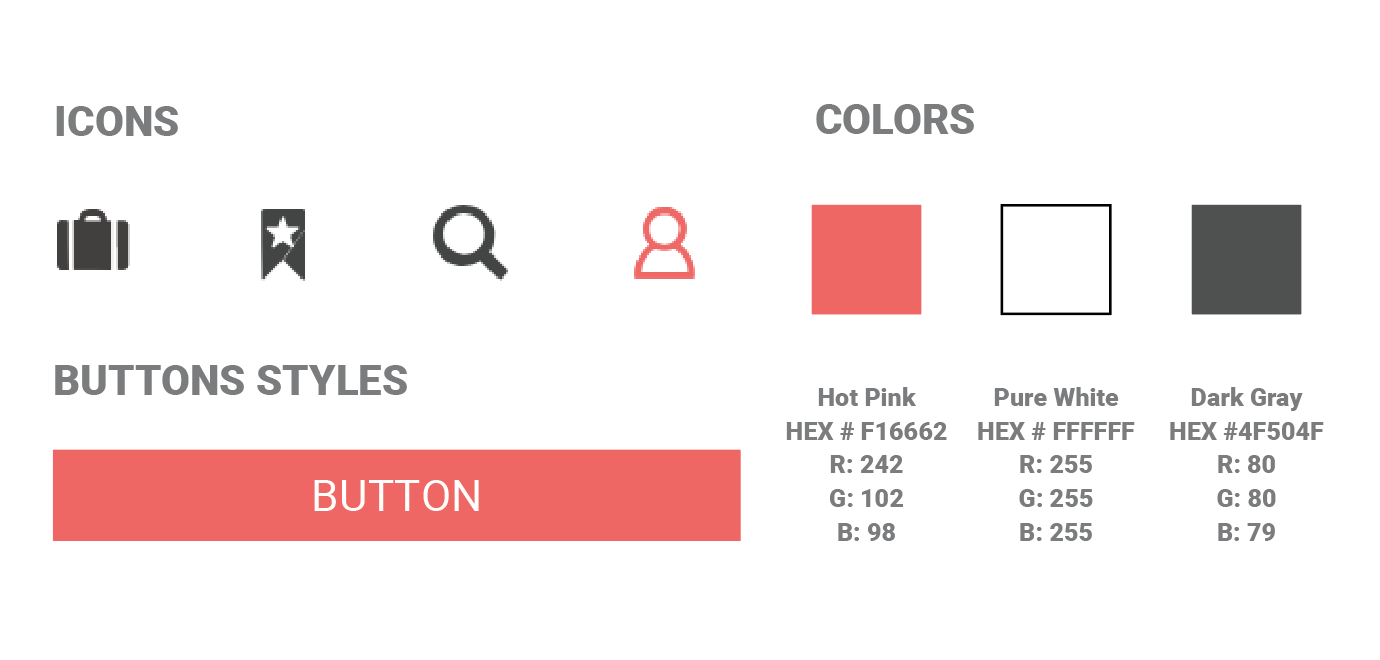 ICONS
BUTTONS STYLES
BUTTON
COLORS
Hot Pink
HEX # F16662
R: 242
G: 102
B: 98
Pure White
HEX # FFFFFF
R: 255
G: 255
B: 255
Dark Gray
HEX #4F504F
R: 80
G: 80
B: 79